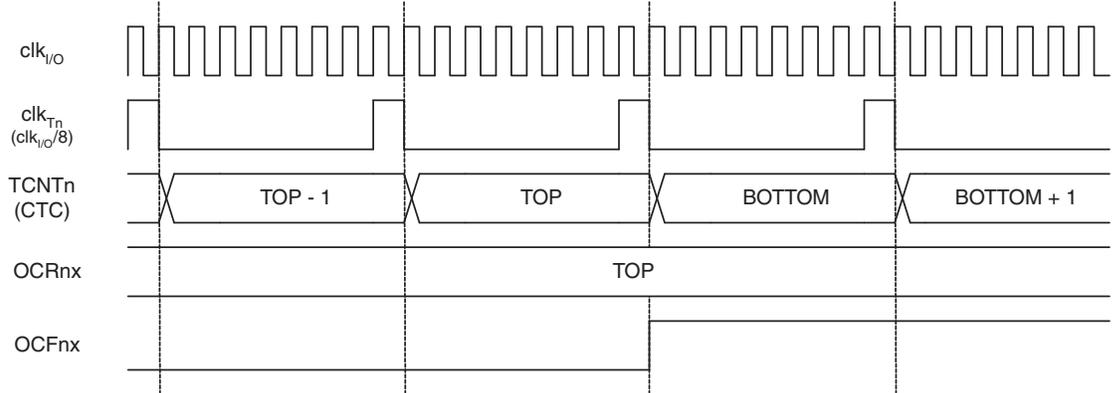 clkI/O
clkTn
(clkI/O/8)
TCNTn
(CTC)
TOP - 1
TOP
BOTTOM
BOTTOM + 1
OCRnx
TOP
OCFnx